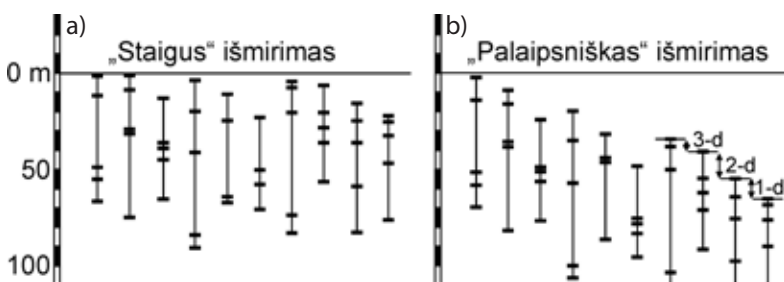 a)
„Staigus“ išmirimas
b)
„Palaipsniškas“ išmirimas
0 m
50
100
3-d
2-d
1-d